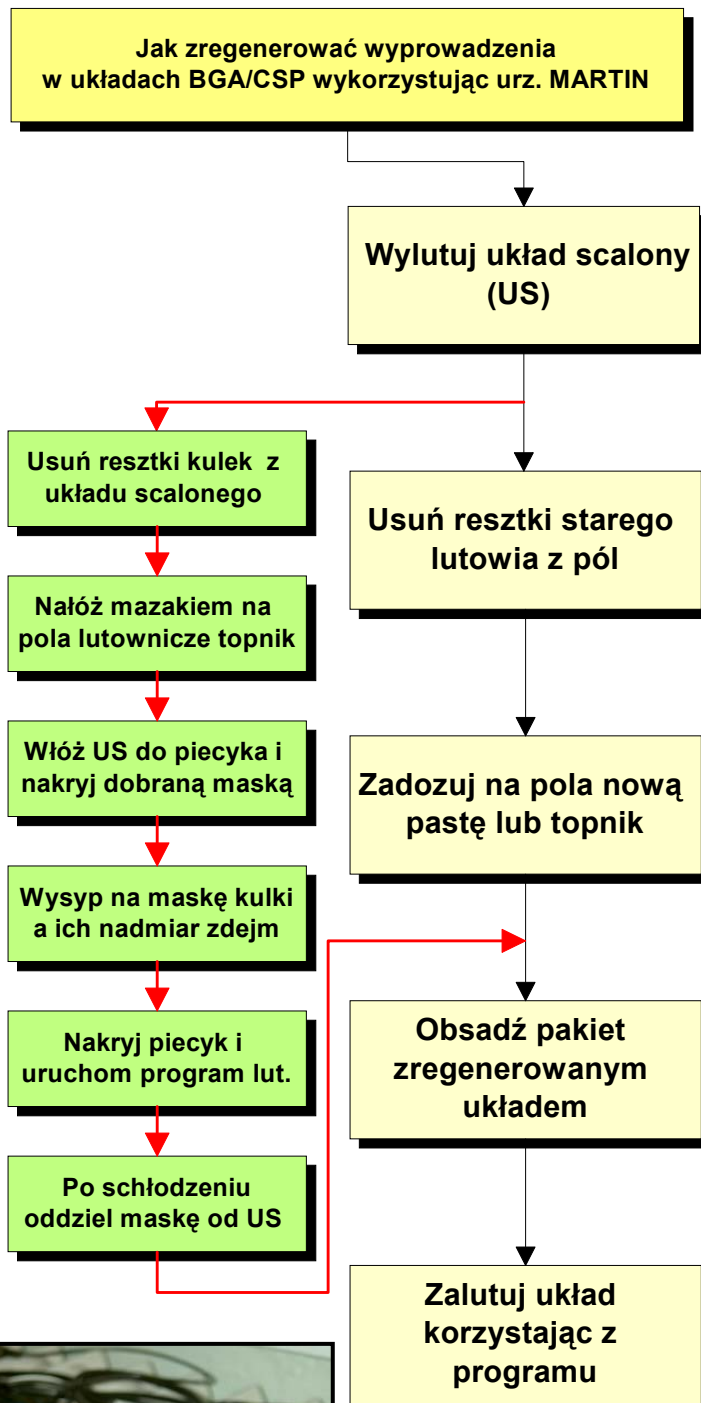 Jak zregenerować wyprowadzenia
w układach BGA/CSP wykorzystując urz. MARTIN
Wylutuj układ scalony
(US)
Usuń resztki kulek z
układu scalonego
Nałóż mazakiem na
pola lutownicze topnik
Włóż US do piecyka i
nakryj dobraną maską
Wysyp na maskę kulki
a ich nadmiar zdejm
Nakryj piecyk i
uruchom program lut.
Po schłodzeniu
oddziel maskę od US
Usuń resztki starego
lutowia z pól
Zadozuj na pola nową
pastę lub topnik
Obsadź pakiet
zregenerowanym
układem
Zalutuj układ
korzystając z
programu